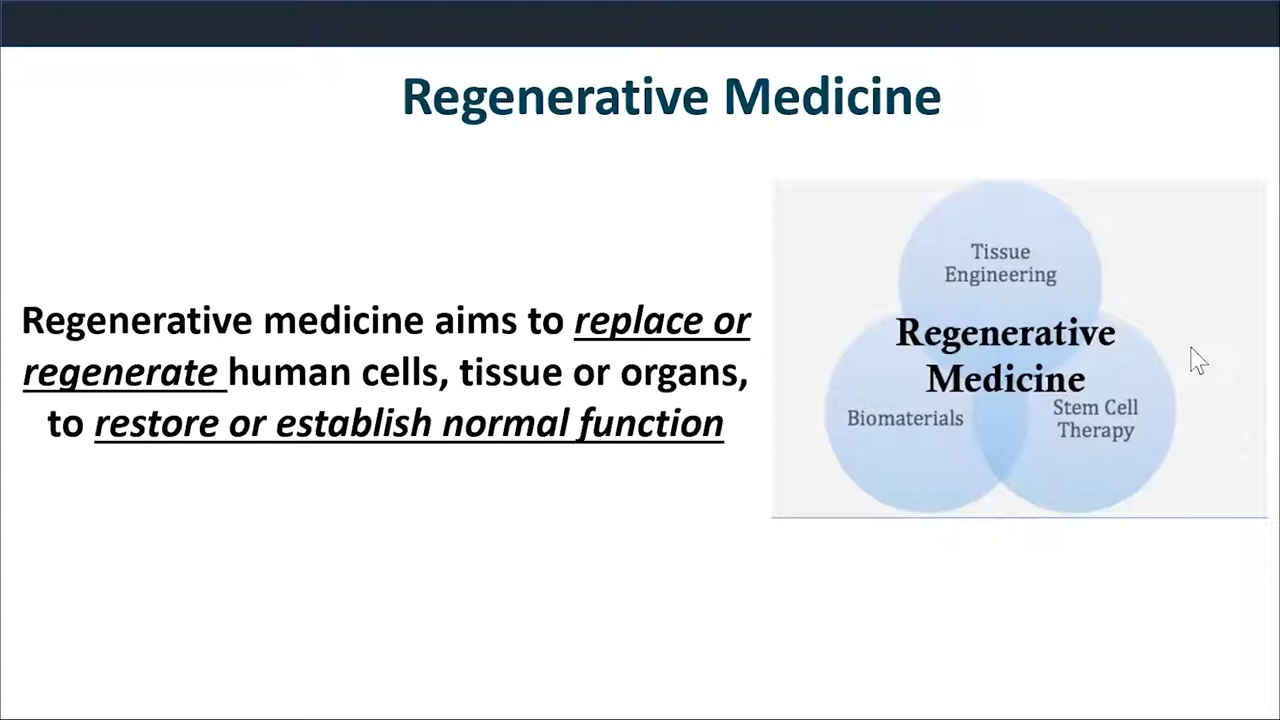 Regenerative Medicine
Regenerative medicine aims to replace or
regenerate human cells, tissue or organs,
to restore or establish normal function
Tissue
Engineering
Regenerative
Medicine
Biomaterials
Stem Cell
Therapy